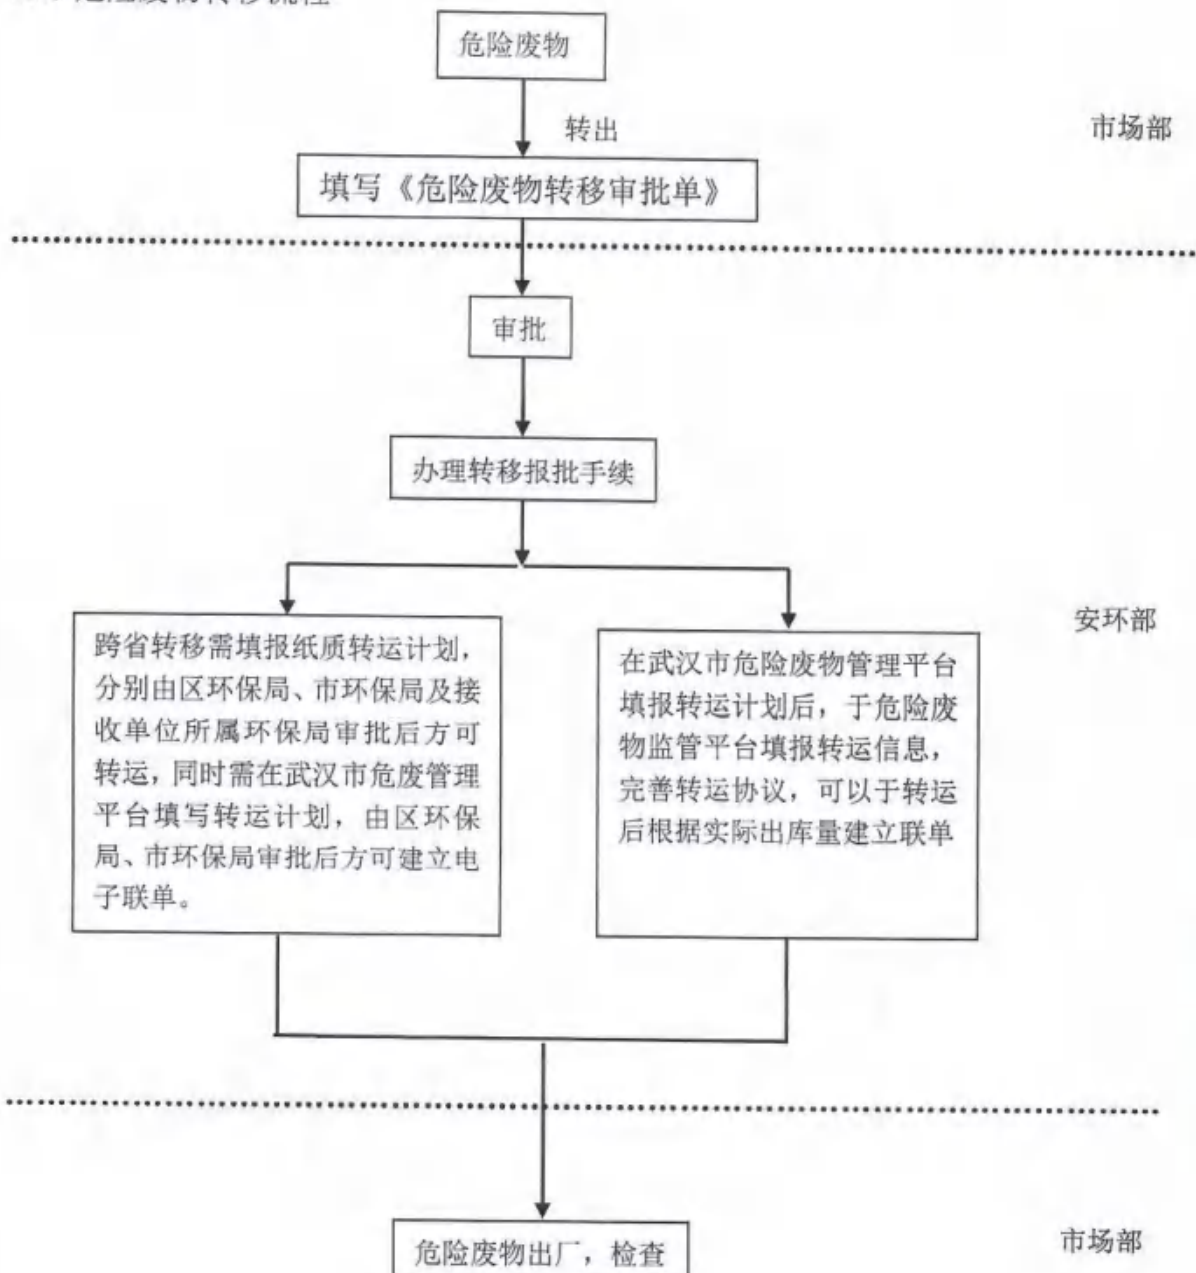 危险废物转移流程
危险废物
转出
市场部
填写《危险废物转移审批单》
审批
办理转移报批手续
安环部
跨省转移需填报纸质转运计划，
分别由区环保局、市环保局及接
收单位所属环保局审批后方可
转运，同时需在武汉市危废管理
平台填写转运计划，由区环保
局、市环保局审批后方可建立电
子联单。
在武汉市危险废物管理平台
填报转运计划后，于危险废
物监管平台填报转运信息，
完善转运协议，可以于转运
后根据实际出库量建立联单
危险废物出厂，检查
市场部